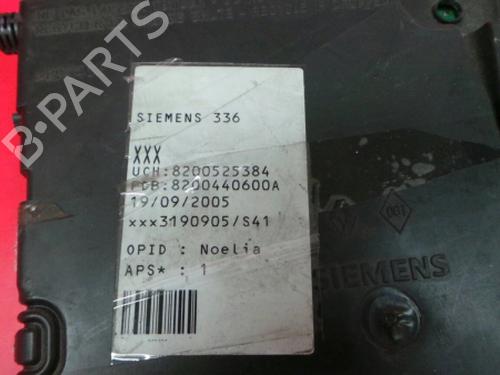 B-PARTS
SIEMENS 336
XXX
UCH:8200525384
PCB:8200440600A
19/09/2005
xxx3190905/S41
OPID : Noelia
APS* : 1
SIEMENS